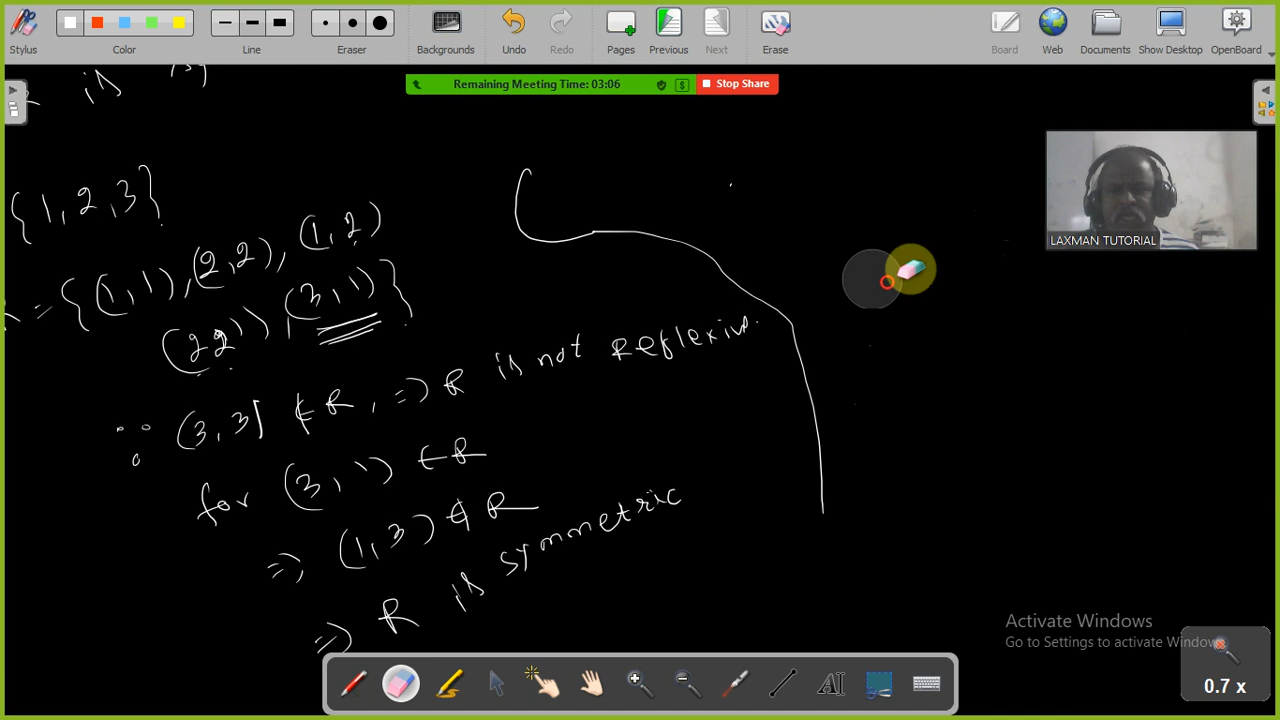 Stylus Color Line Eraser Backgrounds Undo Redo Pages Previous Next Erase Board Web Documents Show Desktop OpenBoard
Remaining Meeting Time: 03:06 $ Stop Share
is
{1,2,3}
LAXMAN TUTORIAL
R = {(1,1),(2,2),(1,2)
(22),(3,1)}
∵ (3,3) ∉ R, => R is not Reflexive.
for (3,1) ∈ R
=> (1,3) ∉ R
=> R is symmetric
Activate Windows
Go to Settings to activate Windows.
AI
0.7 x